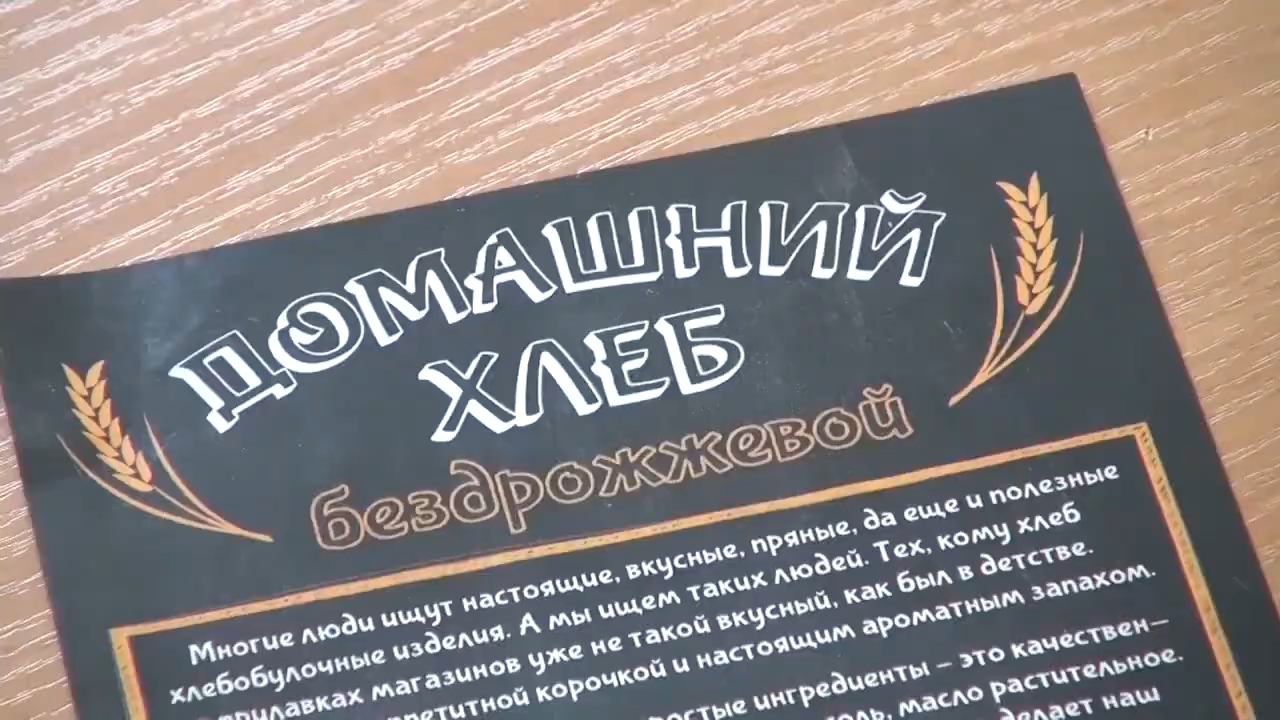 ДОМАШНИЙ
ХЛЕБ
бездрожжевой
Многие люди ищут настоящие, вкусные, пряные, да еще и полезные
хлебобулочные изделия. А мы ищем таких людей. Тех, кому хлеб
магазинов уже не такой вкусный, как был в детстве.
корочкой и настоящим ароматным запахом.
ингредиенты – это качествен–
масло растительное.
делает наш